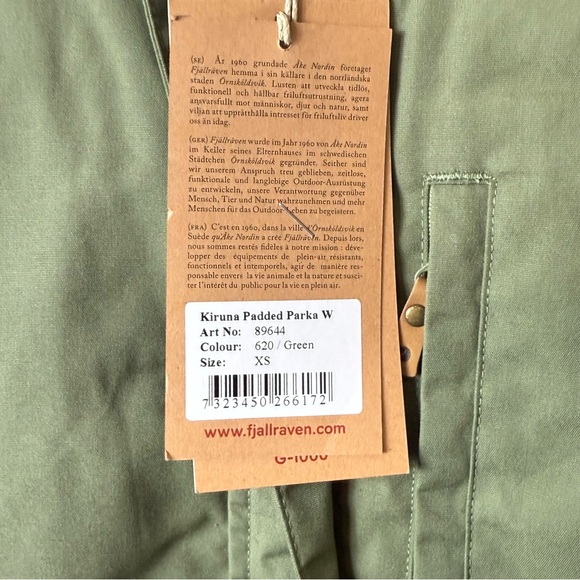 (SE) År 1960 grundade Åke Nordin företaget
Fjällräven hemma i sin källare i den norrländska
staden Örnsköldsvik. Lusten att utveckla tidlös,
funktionell och hållbar friluftsutrustning, agera
ansvarsfullt mot människor, djur och natur, samt
viljan att upprätthålla intresset för friluftsliv driver
oss än idag.
(GER) Fjällräven wurde im Jahr 1960 von Åke Nordin
im Keller seines Elternhauses im schwedischen
Städtchen Örnsköldsvik gegründet. Seither sind
wir unserem Anspruch treu geblieben, zeitlose,
funktionale und langlebige Outdoor-Ausrüstung
zu entwickeln, unsere Verantwortung gegenüber
Mensch, Tier und Natur wahrzunehmen und mehr
Menschen für das Outdoor-Leben zu begeistern.
(FRA) C'est en 1960, dans la ville d'Örnsköldsvik en
Suède qu'Åke Nordin a créé Fjällräven. Depuis lors,
nous sommes restés fidèles à notre mission : déve-
lopper des équipements de plein-air résistants,
fonctionnels et intemporels, agir de manière res-
ponsable envers la vie animale et la nature et susci-
ter l'intérêt du public pour la vie en plein air.
Kiruna Padded Parka W
Art No: 89644
Colour: 620 / Green
Size: XS
7323450266172
www.fjallraven.com
G-1000